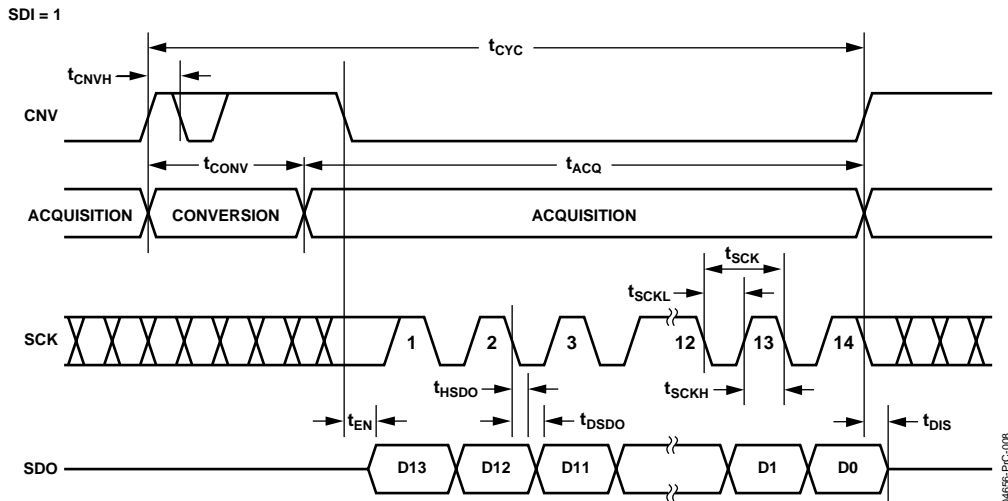 SDI = 1
tCYC
tCNVH
CNV
tCONV
tACQ
ACQUISITION
CONVERSION
ACQUISITION
tSCK
tSCKL
SCK
1
2
3
12
13
14
tHSDO
tSCKH
tEN
tDSDO
tDIS
SDO
D13
D12
D11
D1
D0